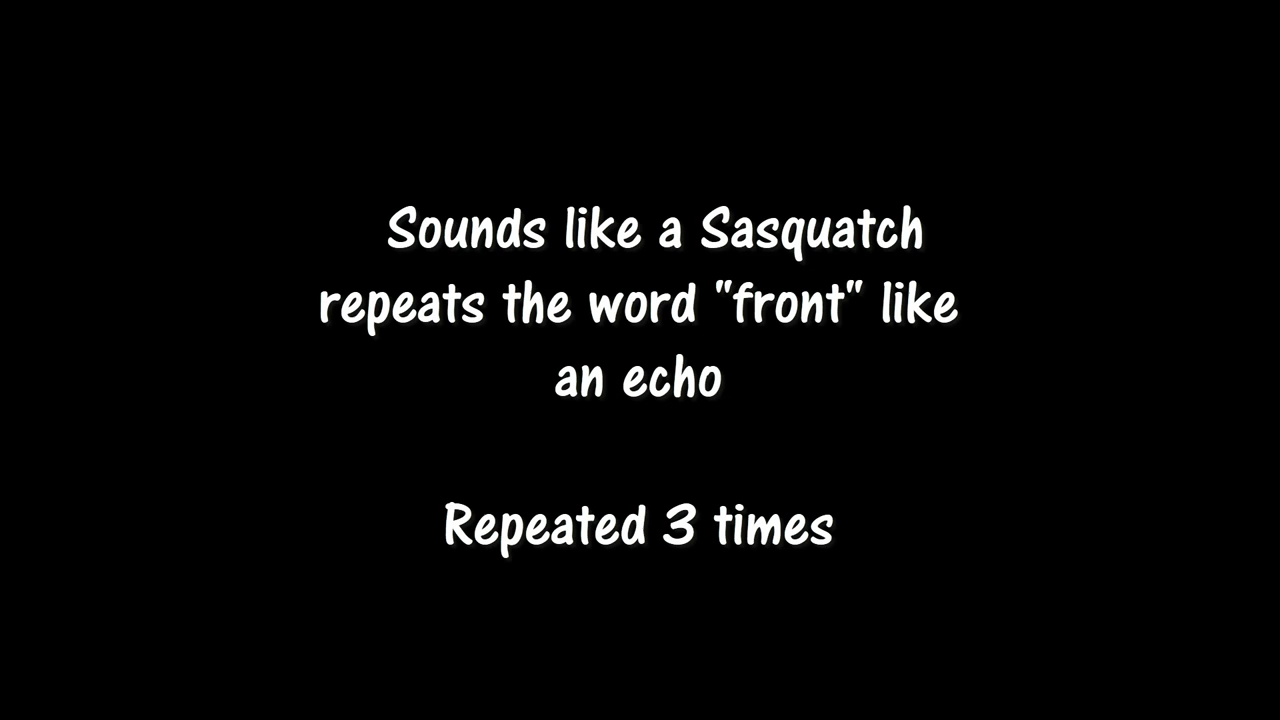 Sounds like a Sasquatch
repeats the word "front" like
an echo
Repeated 3 times